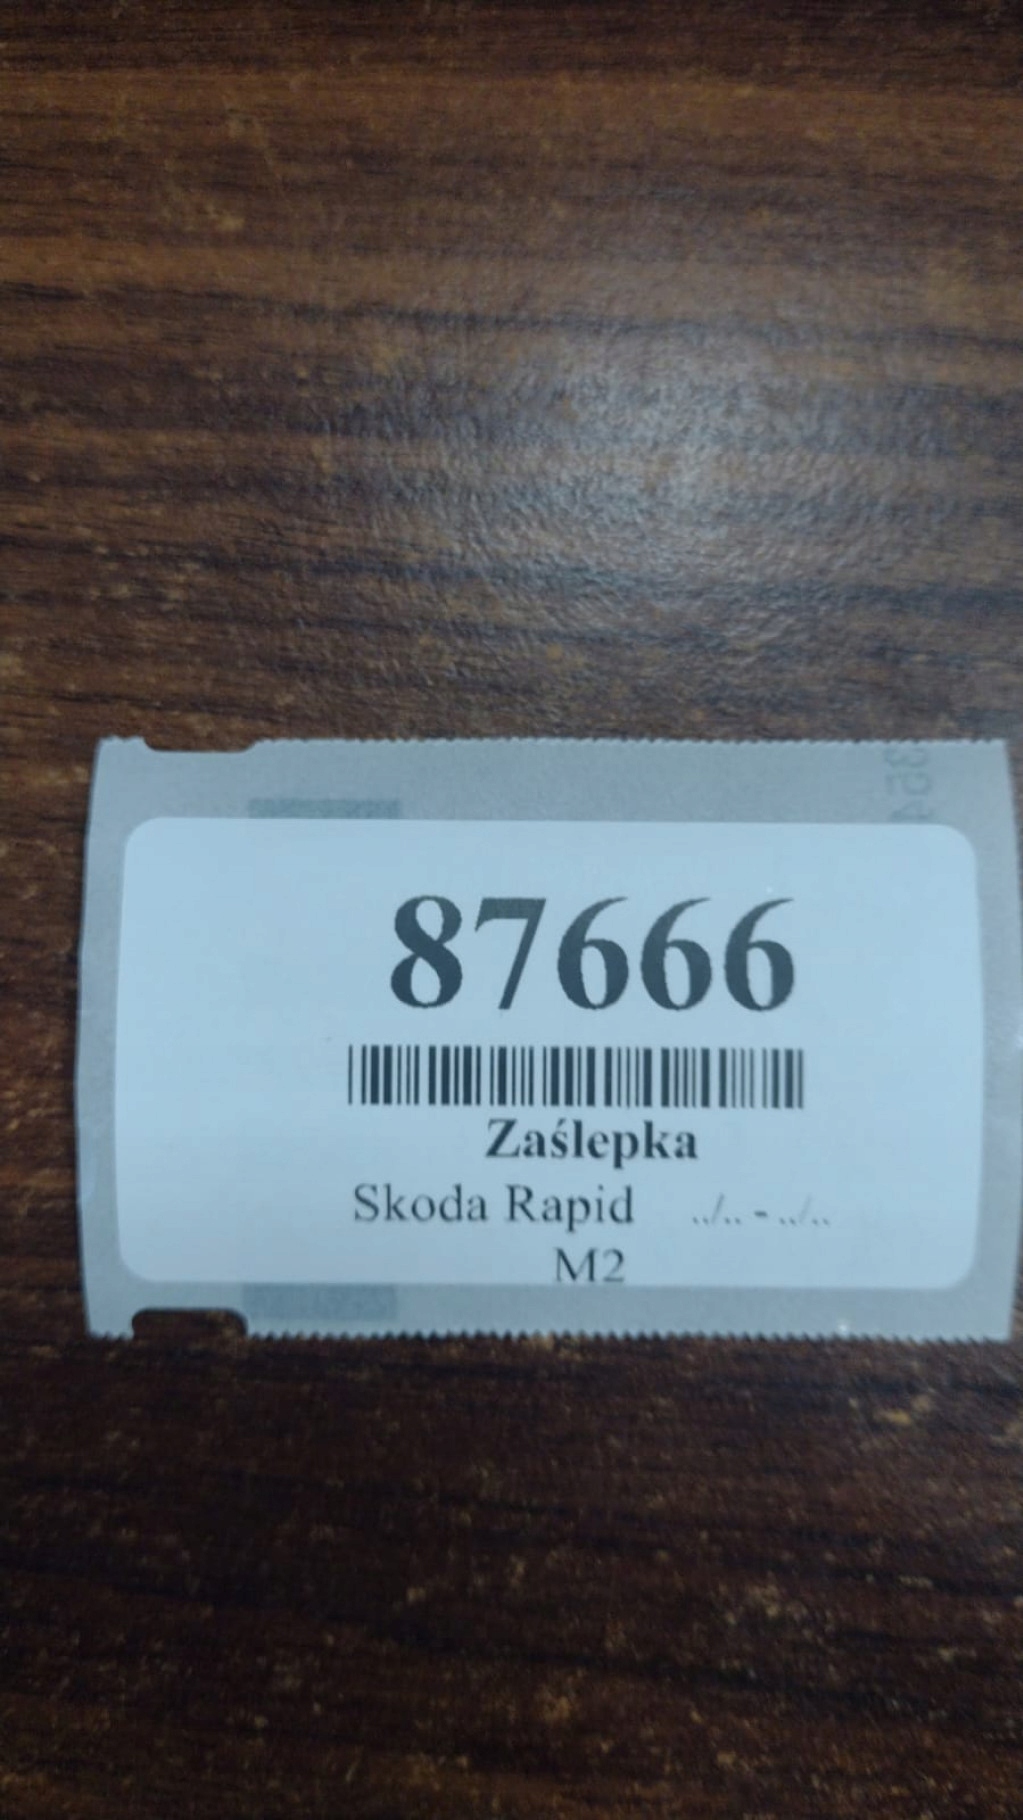 87666
Zaślepka
Skoda Rapid ../.. - ../..
M2